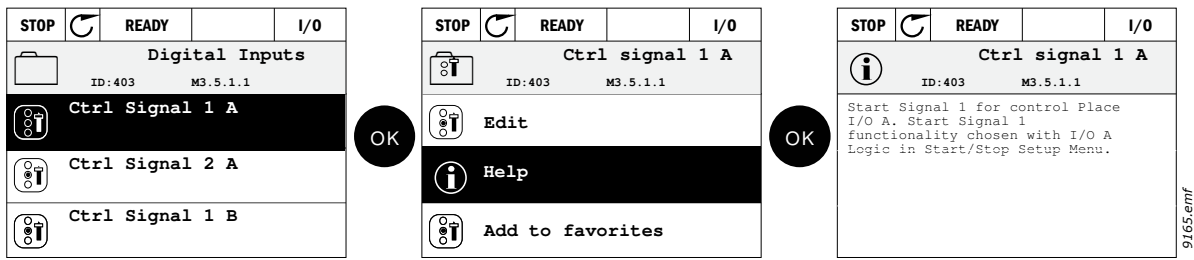 STOP READY I/O
Digital Inputs
ID:403 M3.5.1.1
Ctrl Signal 1 A
Ctrl Signal 2 A
Ctrl Signal 1 B
OK
STOP READY I/O
Ctrl signal 1 A
ID:403 M3.5.1.1
Edit
Help
Add to favorites
OK
STOP READY I/O
Ctrl signal 1 A
ID:403 M3.5.1.1
Start Signal 1 for control Place
I/O A. Start Signal 1
functionality chosen with I/O A
Logic in Start/Stop Setup Menu.
9165.emf